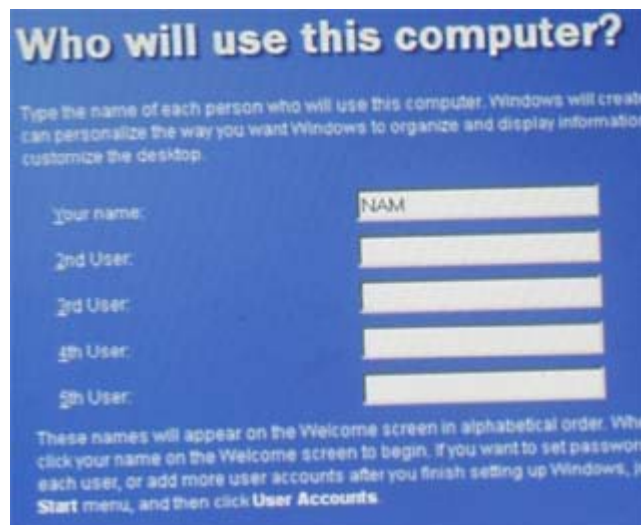 Who will use this computer?
Type the name of each person who will use this computer. Windows will create
can personalize the way you want Windows to organize and display information
customize the desktop.
Your name:
NAM
2nd User:
3rd User:
4th User:
5th User:
These names will appear on the Welcome screen in alphabetical order. Whe
click your name on the Welcome screen to begin. If you want to set passwor
each user, or add more user accounts after you finish setting up Windows, j
Start menu, and then click User Accounts.